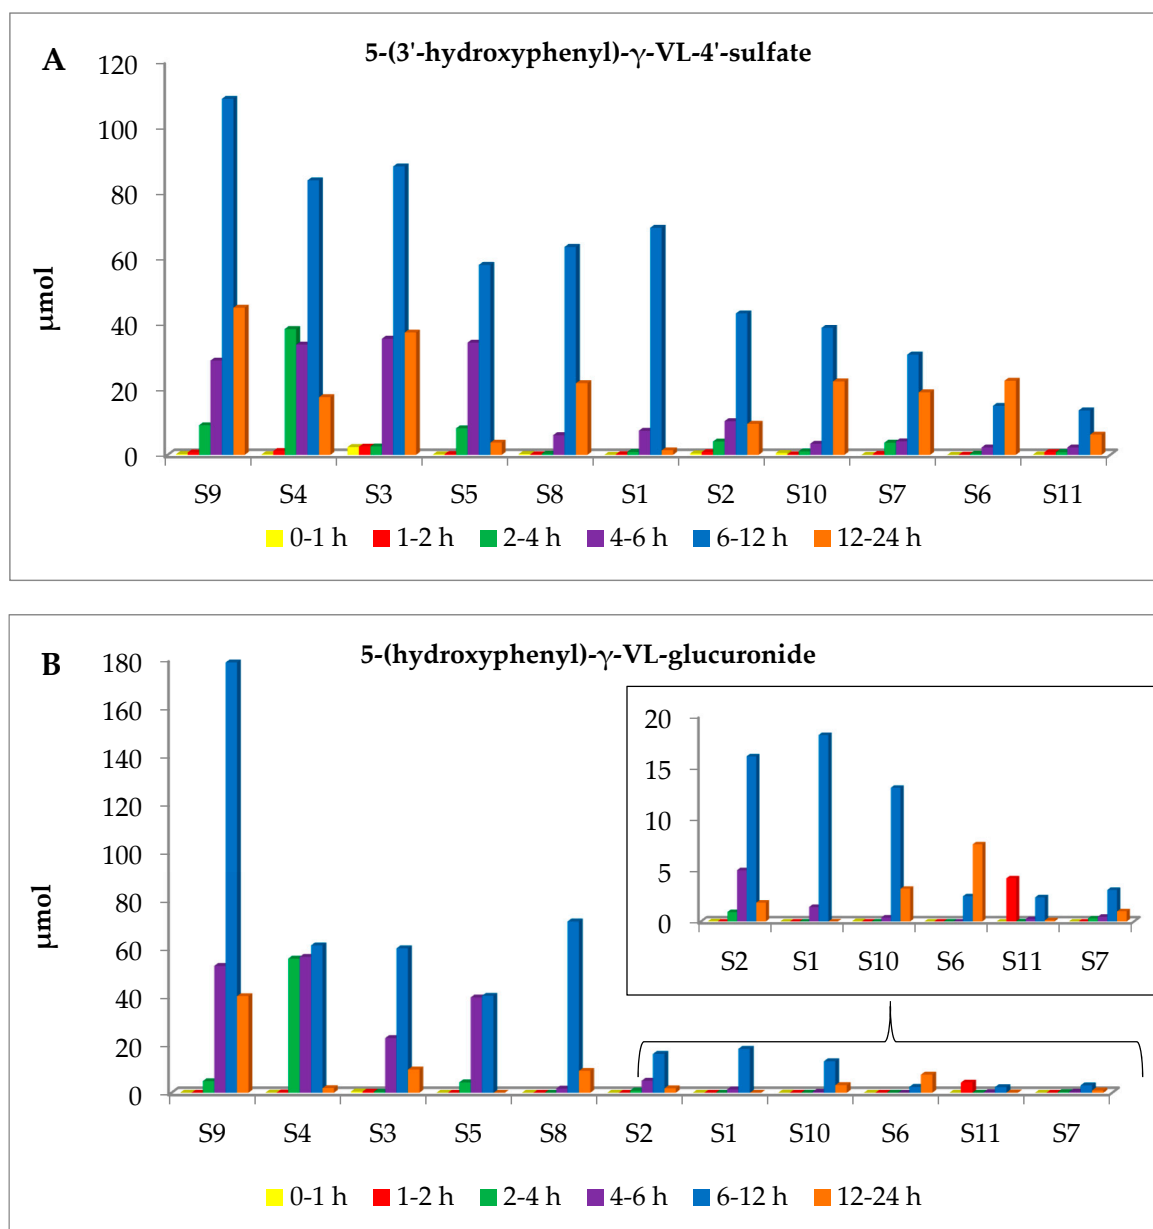 A
5-(3'-hydroxyphenyl)-γ-VL-4'-sulfate
120
100
80
60
40
20
0
μmol
S9 S4 S3 S5 S8 S1 S2 S10 S7 S6 S11
0-1 h 1-2 h 2-4 h 4-6 h 6-12 h 12-24 h
B
5-(hydroxyphenyl)-γ-VL-glucuronide
180
160
140
120
100
80
60
40
20
0
μmol
20
15
10
5
0
S2 S1 S10 S6 S11 S7
S9 S4 S3 S5 S8 S2 S1 S10 S6 S11 S7
0-1 h 1-2 h 2-4 h 4-6 h 6-12 h 12-24 h